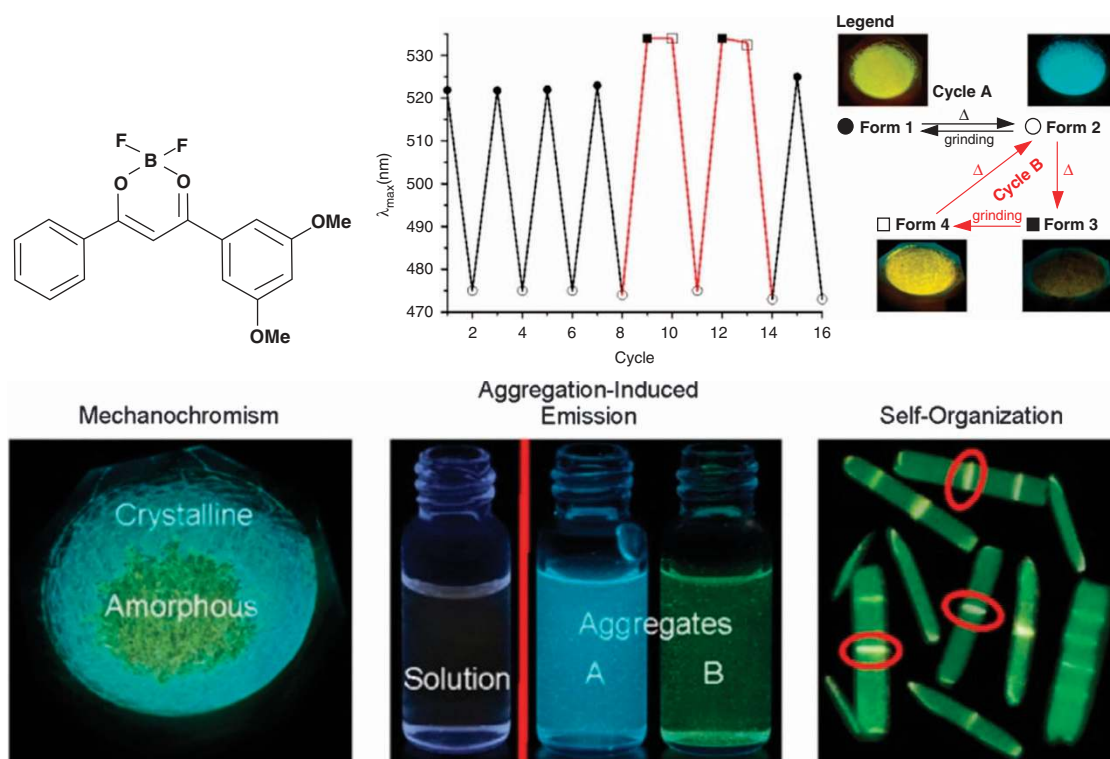 F F
B
O O
OMe
OMe
λmax(nm)
530
520
510
500
490
480
470
2 4 6 8 10 12 14 16
Cycle
Legend
Cycle A
Form 1
Δ
grinding
Form 2
Δ
Cycle B
Δ
Form 4
grinding
Form 3
Mechanochromism
Aggregation-Induced
Emission
Self-Organization
Crystalline
Amorphous
Solution
Aggregates
A
B